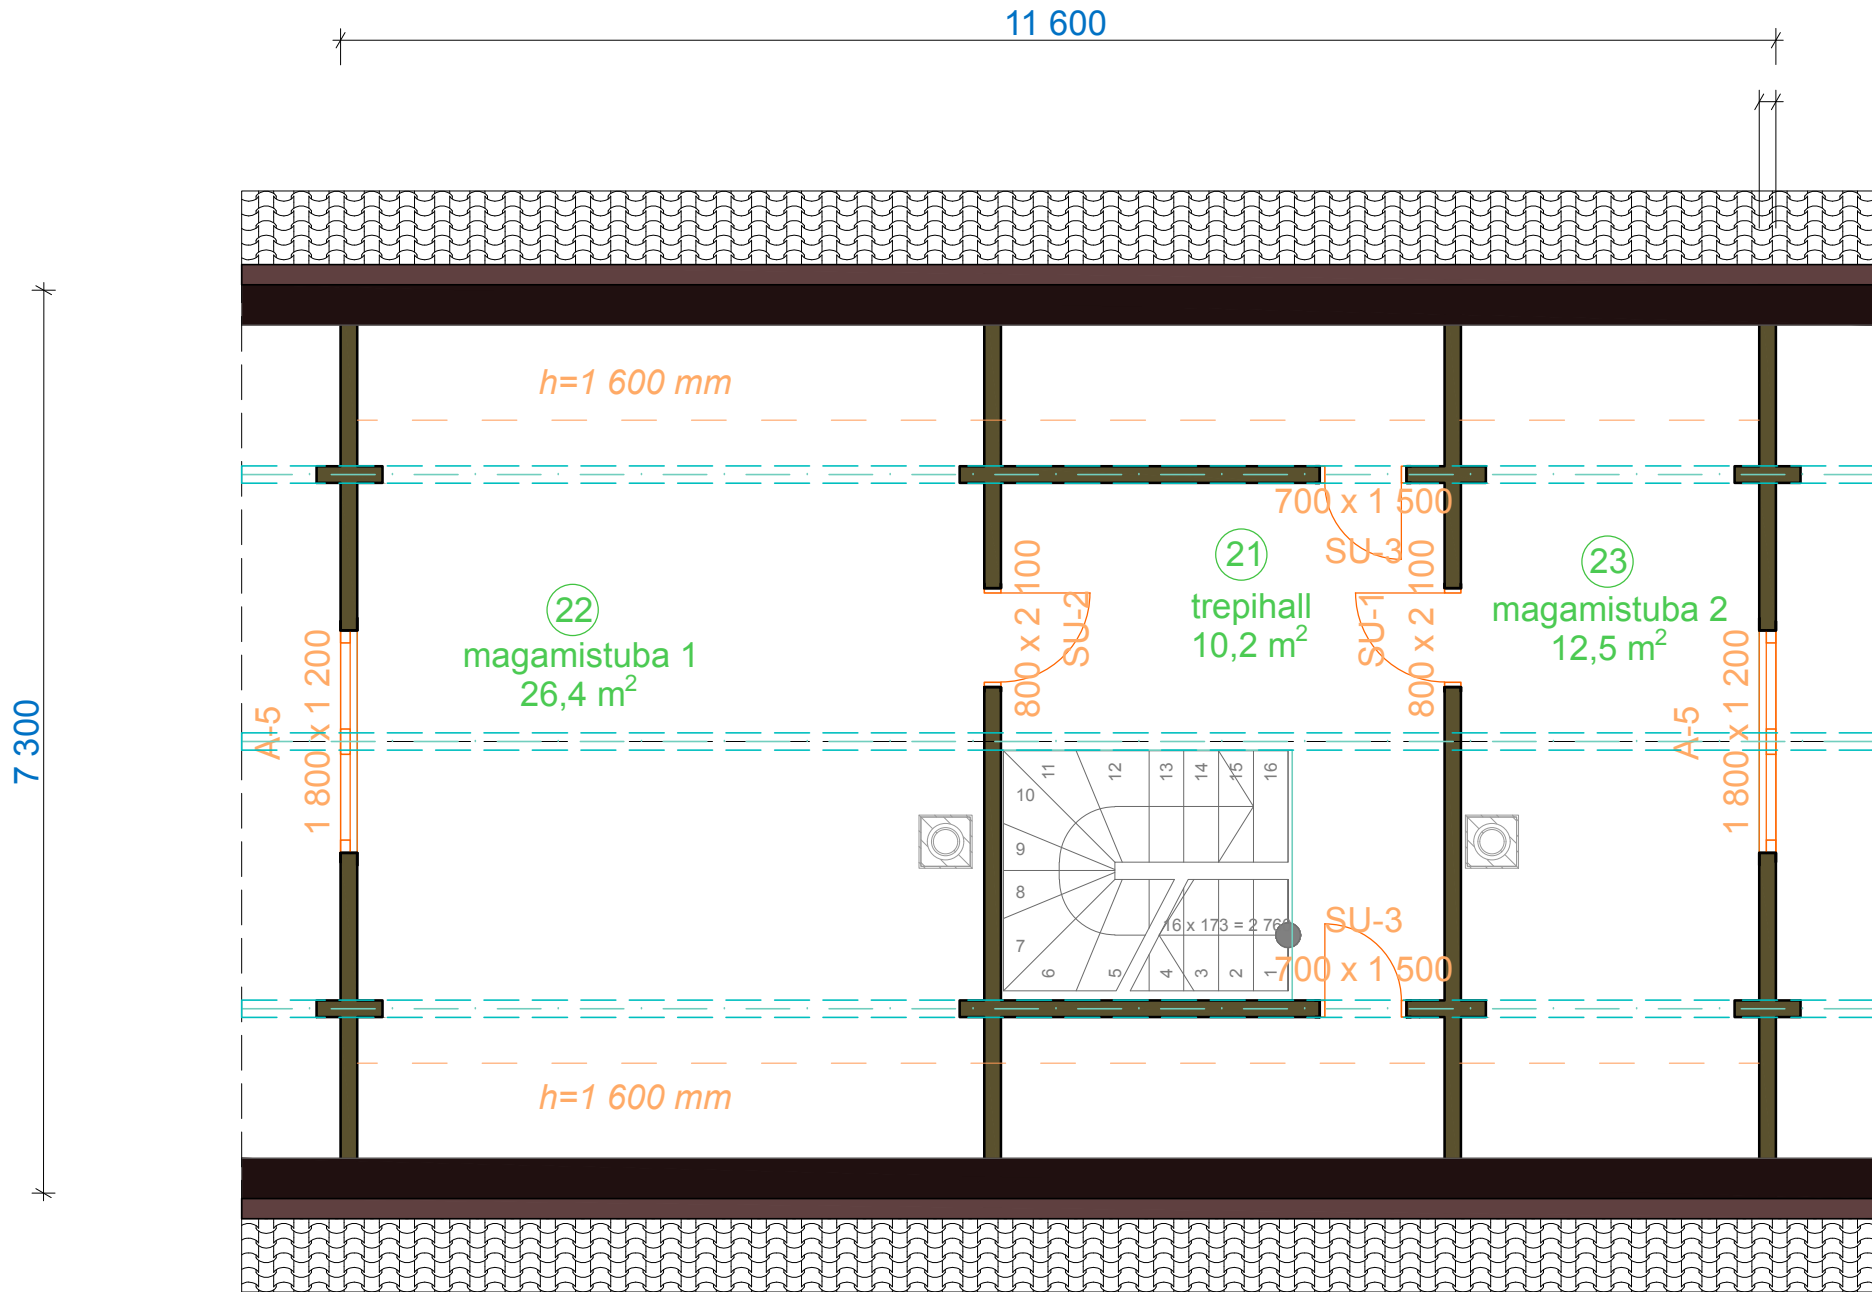 11 600
7 300
h=1 600 mm
700 x 1 500
SU-3
22
magamistuba 1
26,4 m²
21
trepihall
10,2 m²
23
magamistuba 2
12,5 m²
800 x 2 100
SU-2
SU-1
800 x 2 100
A-5
1 800 x 1 200
A-5
1 800 x 1 200
11
12
13
14
15
16
10
9
8
7
6
5
4
3
2
1
SU-3
700 x 1 500
h=1 600 mm